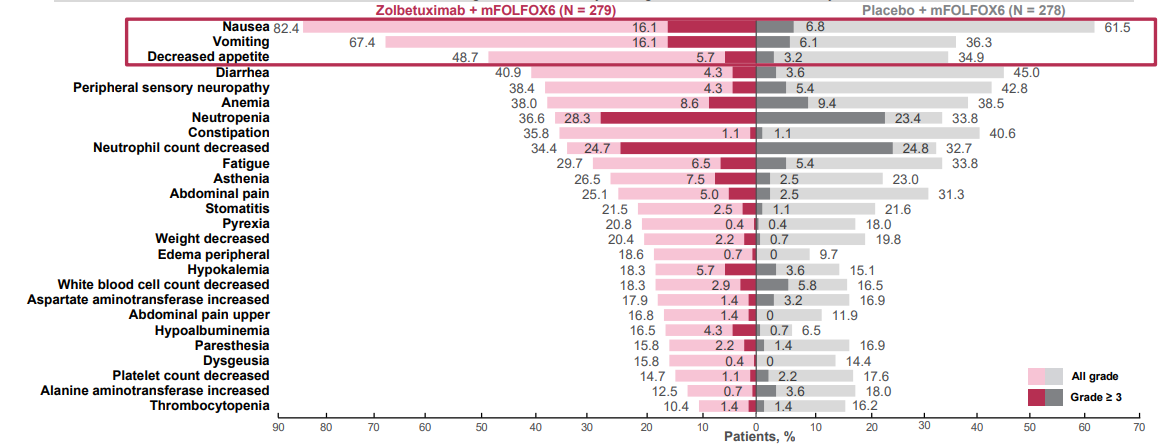 Zolbetuximab + mFOLFOX6 (N = 279) Placebo + mFOLFOX6 (N = 278)
Nausea 82.4 16.1 6.8 61.5
Vomiting 67.4 16.1 6.1 36.3
Decreased appetite 48.7 5.7 3.2 34.9
Diarrhea 40.9 4.3 3.6 45.0
Peripheral sensory neuropathy 38.4 4.3 5.4 42.8
Anemia 38.0 8.6 9.4 38.5
Neutropenia 36.6 28.3 23.4 33.8
Constipation 35.8 1.1 1.1 40.6
Neutrophil count decreased 34.4 24.7 24.8 32.7
Fatigue 29.7 6.5 5.4 33.8
Asthenia 26.5 7.5 2.5 23.0
Abdominal pain 25.1 5.0 2.5 31.3
Stomatitis 21.5 2.5 1.1 21.6
Pyrexia 20.8 0.4 0.4 18.0
Weight decreased 20.4 2.2 0.7 19.8
Edema peripheral 18.6 0.7 0 9.7
Hypokalemia 18.3 5.7 3.6 15.1
White blood cell count decreased 18.3 2.9 5.8 16.5
Aspartate aminotransferase increased 17.9 1.4 3.2 16.9
Abdominal pain upper 16.8 1.4 0 11.9
Hypoalbuminemia 16.5 4.3 0.7 6.5
Paresthesia 15.8 2.2 1.4 16.9
Dysgeusia 15.8 0.4 0 14.4
Platelet count decreased 14.7 1.1 2.2 17.6
Alanine aminotransferase increased 12.5 0.7 3.6 18.0
Thrombocytopenia 10.4 1.4 1.4 16.2
All grade
Grade ≥ 3
90 80 70 60 50 40 30 20 10 0 10 20 30 40 50 60 70
Patients, %